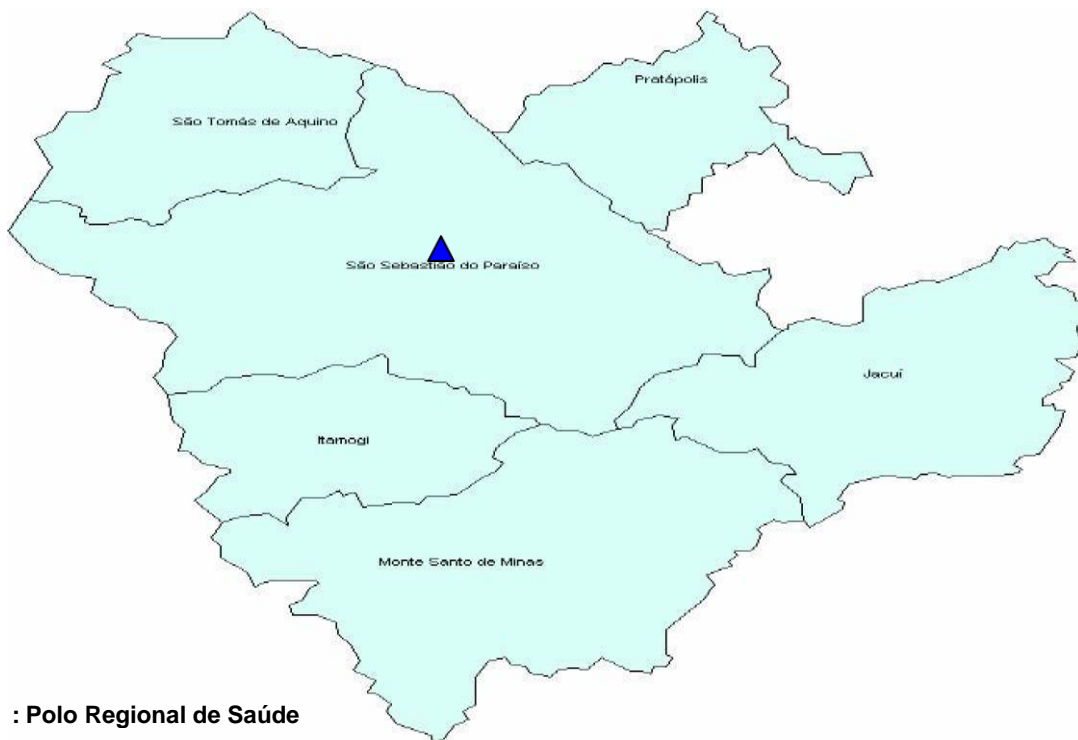 Pratápolis
São Tomás de Aquino
São Sebastião do Paraíso
Jacuí
Itamogi
Monte Santo de Minas
: Polo Regional de Saúde